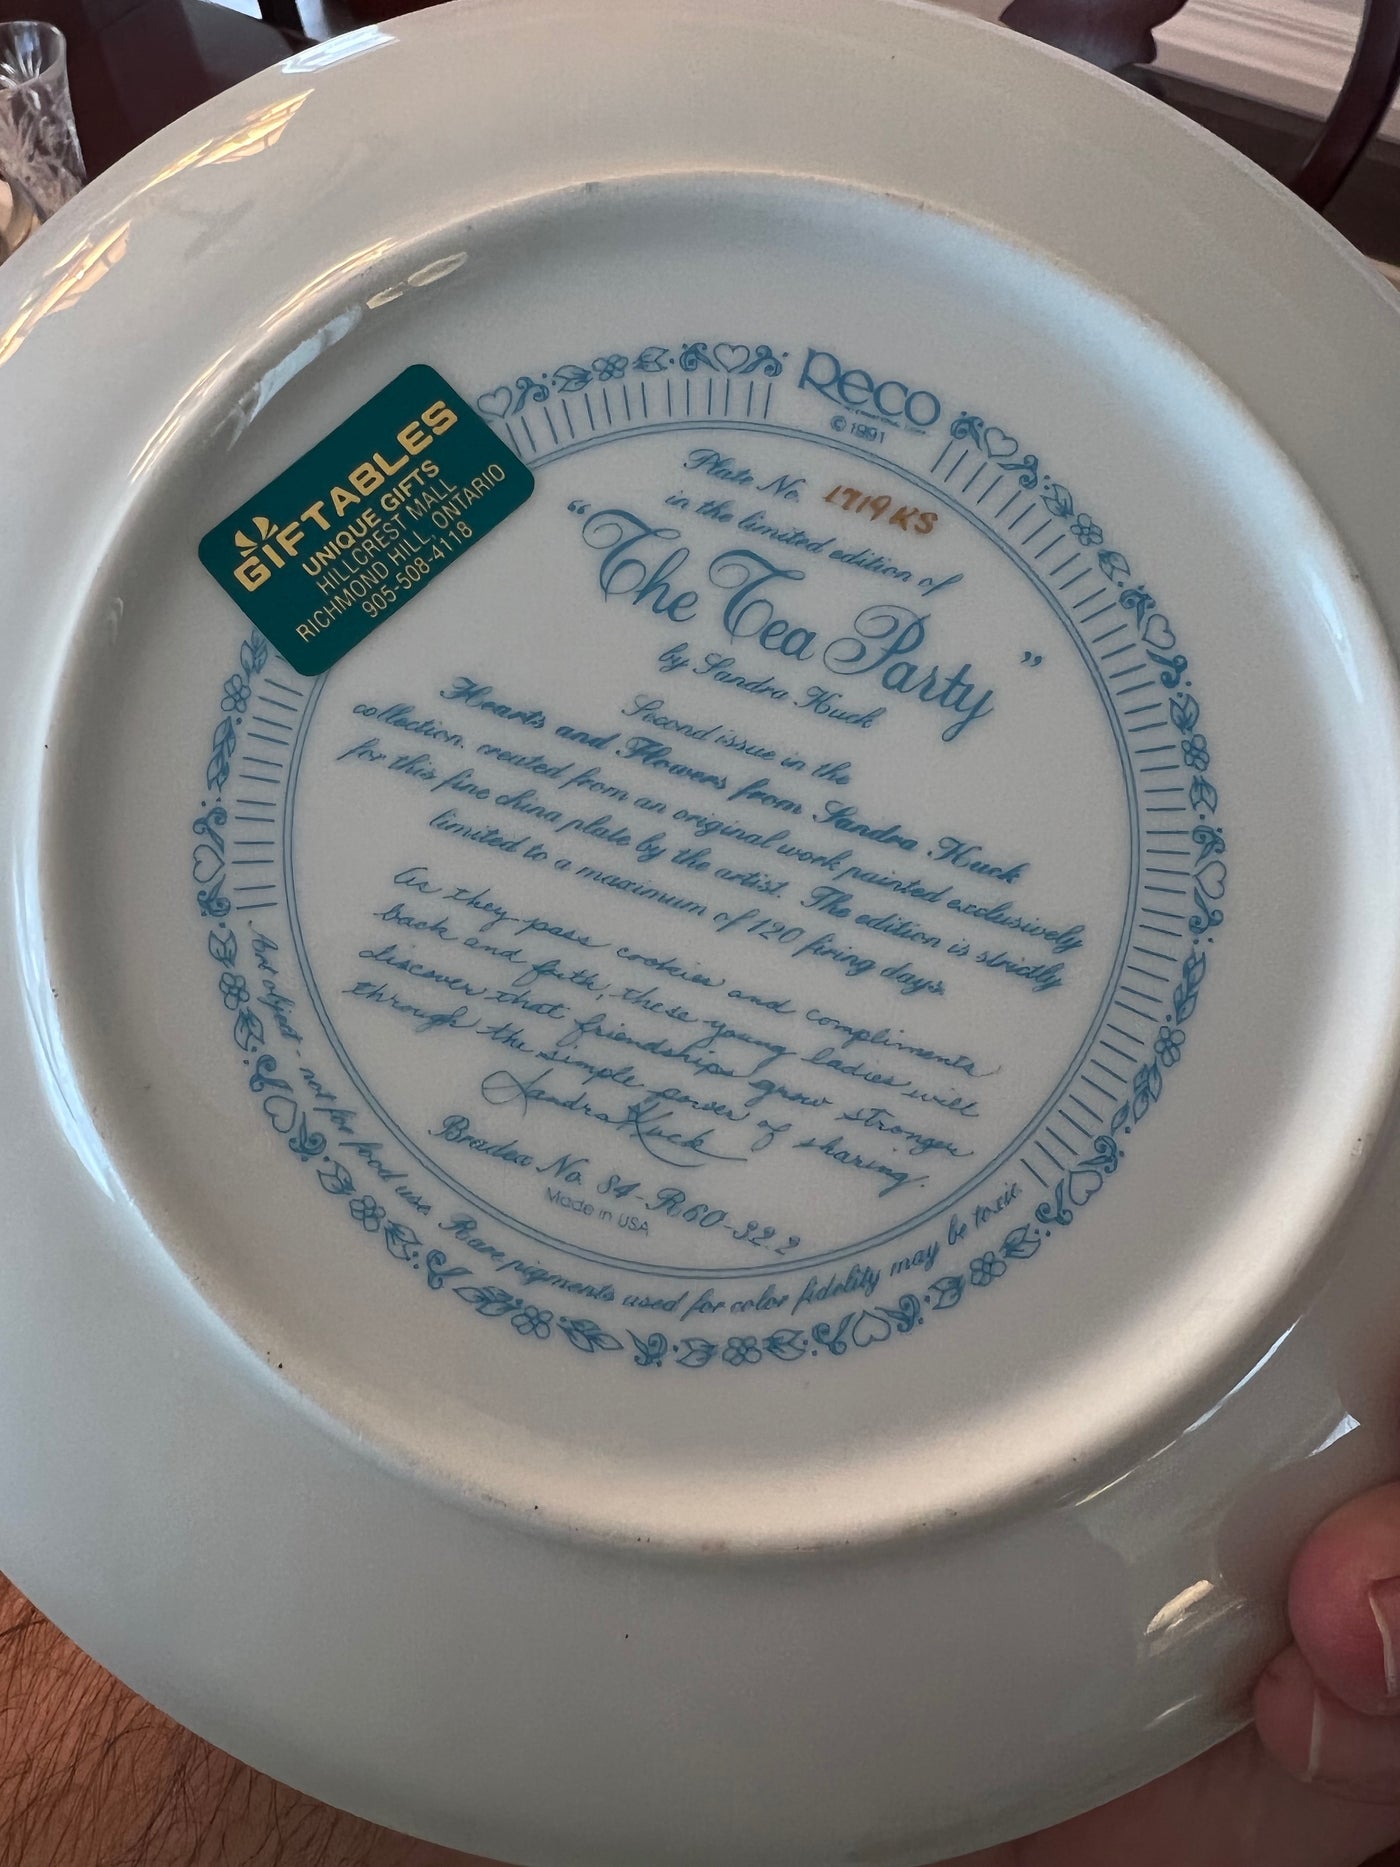 GIFTABLES
UNIQUE GIFTS
HILLCREST MALL
RICHMOND HILL, ONTARIO
905-508-4118
RECO
© 1991
Plate No. 1719 KS
in the limited edition of
"The Tea Party"
by Sandra Kuck
Second issue in the
Hearts and Flowers from Sandra Kuck
collection, created from an original work painted exclusively
for this fine china plate by the artist. The edition is strictly
limited to a maximum of 120 firing days.
As they pass cookies and compliments
back and forth, these young ladies will
discover that friendships grow stronger
through the simple power of sharing.
Sandra Kuck
Bradex No. 84-R60-32.2
Made in USA
Art object - not for food use. Rare pigments used for color fidelity may be toxic.